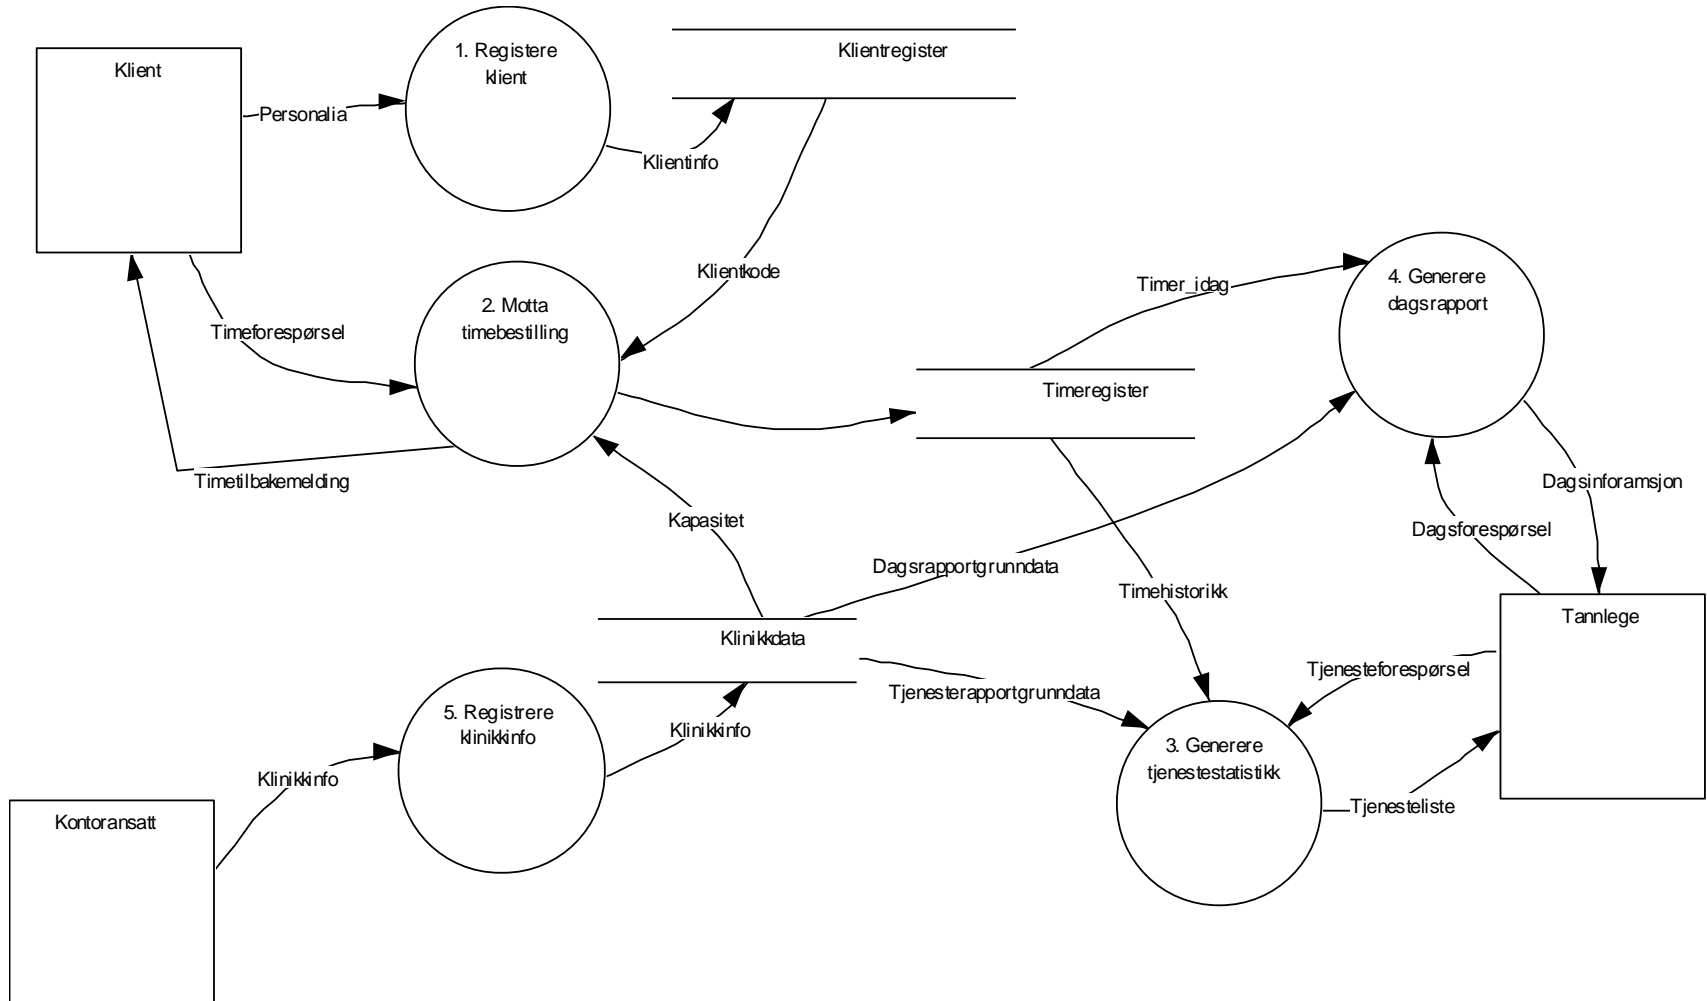 Klient
1. Registere
klient
Klientregister
Personalia
Klientinfo
Klientkode
2. Motta
timebestilling
Timeforespørsel
Timetilbakemelding
Timer_idag
4. Generere
dagsrapport
Timeregister
Kapasitet
Dagsinforamsjon
Dagsforespørsel
Dagsrapportgrunndata
Timehistorikk
Tannlege
Klinikkdata
Tjenesteforespørsel
Tjenesterapportgrunndata
5. Registrere
klinikkinfo
Klinikkinfo
Klinikkinfo
3. Generere
tjenestestatistikk
Tjenesteliste
Kontoransatt